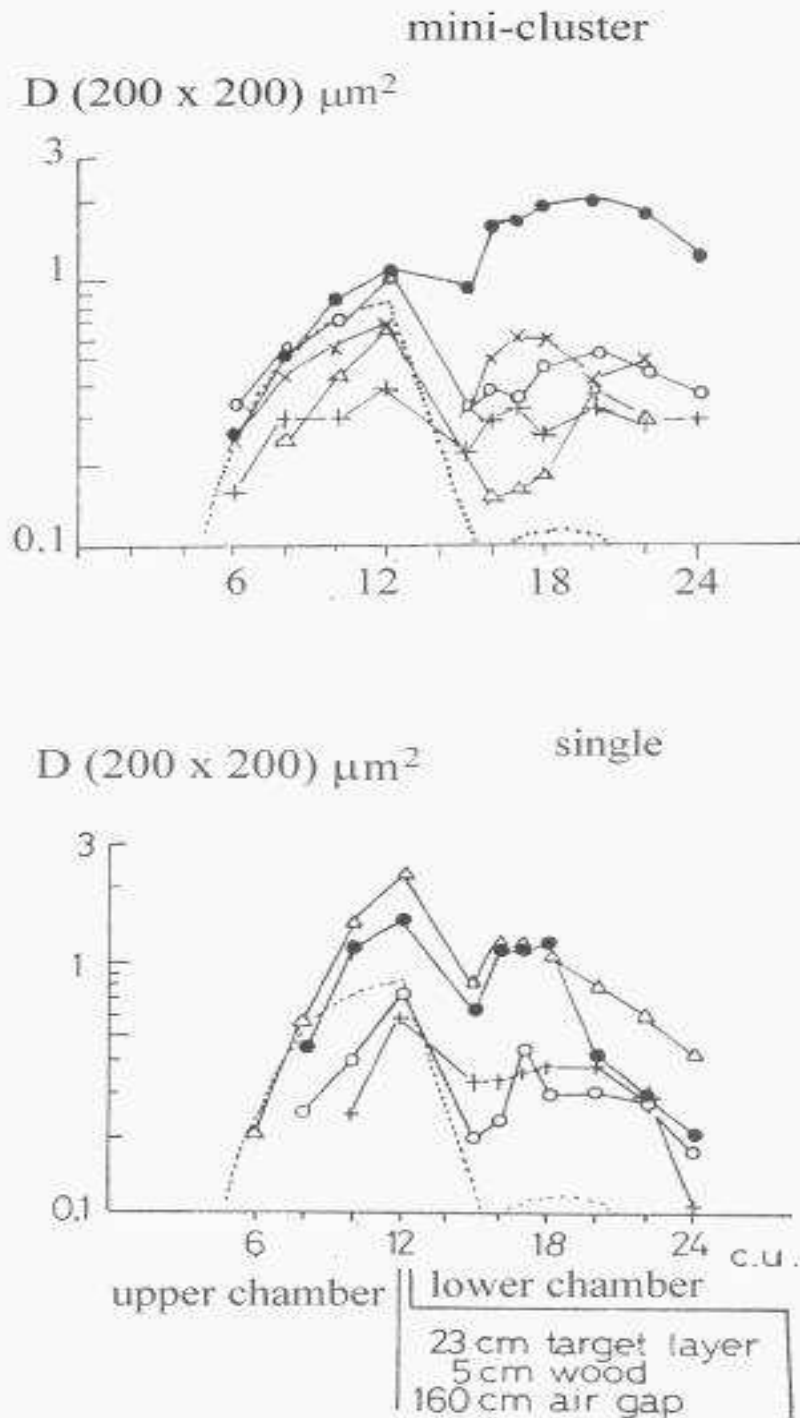 mini-cluster
D (200 x 200) μm²
3
1
0.1
6 12 18 24
D (200 x 200) μm²
single
3
1
0.1
6 12 18 24 c.u.
upper chamber lower chamber
23 cm target layer
5 cm wood
160 cm air gap